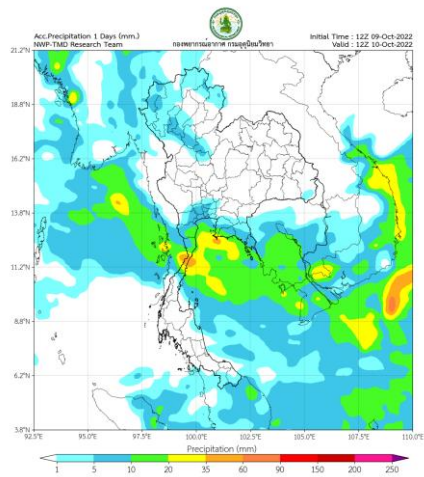 Acc.Precipitation 1 Days (mm.)
NWP-TMD Research Team
กองพยากรณ์อากาศ กรมอุตุนิยมวิทยา
Initial Time : 12Z 09-Oct-2022
Valid : 12Z 10-Oct-2022
21.2°N
18.8°N
16.2°N
13.8°N
11.2°N
8.8°N
6.2°N
3.8°N
92.5°E 95.0°E 97.5°E 100.0°E 102.5°E 105.0°E 107.5°E 110.0°E
Precipitation (mm)
1 5 10 20 35 60 90 150 200 250